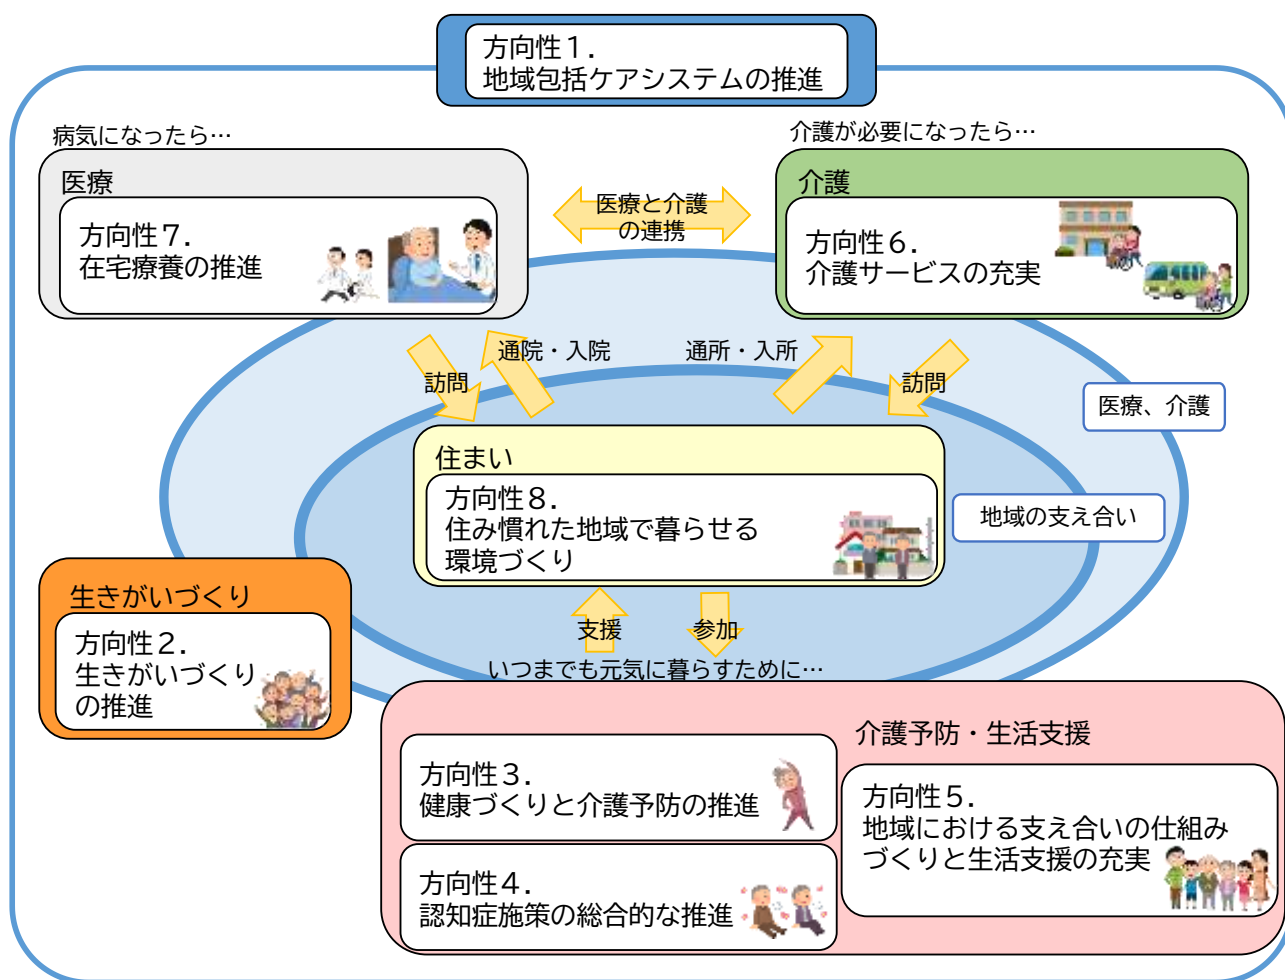 方向性１．
地域包括ケアシステムの推進
病気になったら…
介護が必要になったら…
医療
方向性７．
在宅療養の推進
医療と介護
の連携
介護
方向性６．
介護サービスの充実
訪問
通院・入院
通所・入所
訪問
医療、介護
住まい
方向性８．
住み慣れた地域で暮らせる
環境づくり
地域の支え合い
生きがいづくり
方向性２．
生きがいづくり
の推進
支援
参加
いつまでも元気に暮らすために…
介護予防・生活支援
方向性３．
健康づくりと介護予防の推進
方向性４．
認知症施策の総合的な推進
方向性５．
地域における支え合いの仕組み
づくりと生活支援の充実